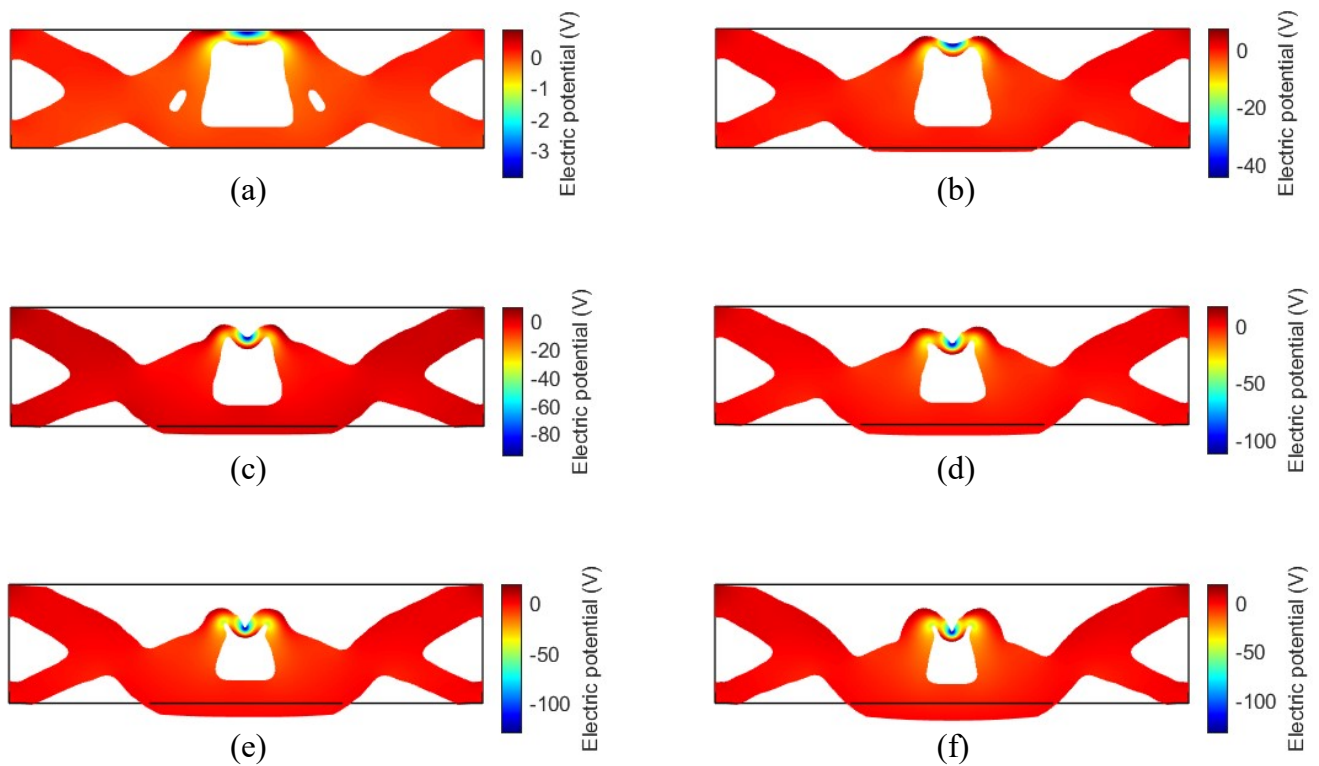 0
-1
-2
-3
Electric potential (V)
(a)
0
-20
-40
Electric potential (V)
(b)
0
-20
-40
-60
-80
Electric potential (V)
(c)
0
-50
-100
Electric potential (V)
(d)
0
-50
-100
Electric potential (V)
(e)
0
-50
-100
Electric potential (V)
(f)